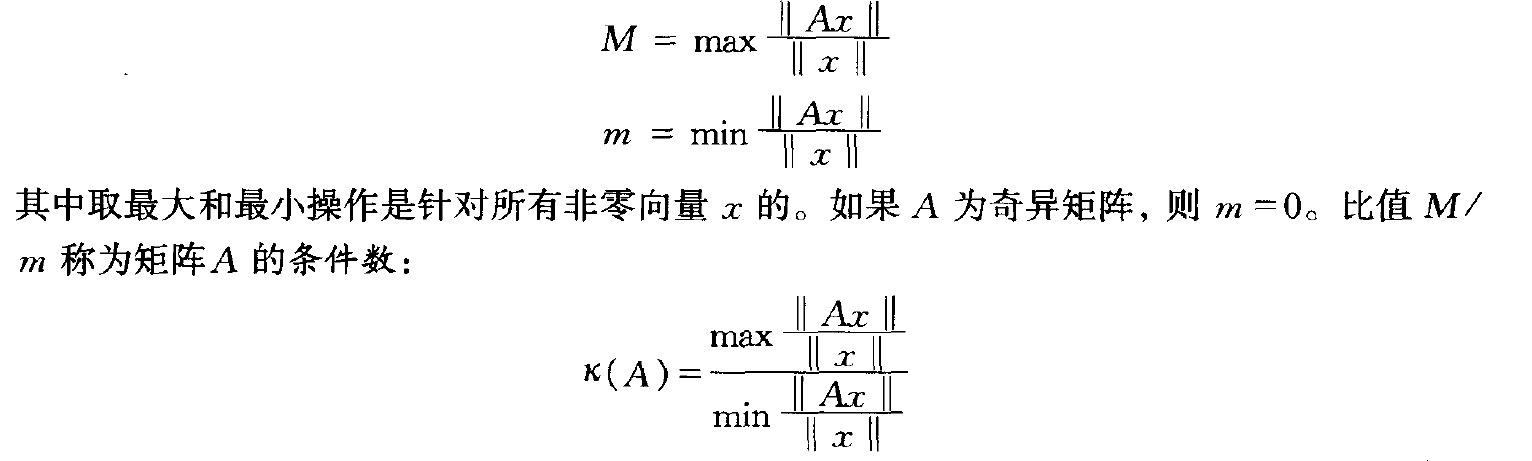 M = max ‖Ax‖/‖x‖
m = min ‖Ax‖/‖x‖
其中取最大和最小操作是针对所有非零向量 x 的。如果 A 为奇异矩阵，则 m=0。比值 M/
m 称为矩阵A 的条件数：
κ(A)= (max ‖Ax‖/‖x‖)/(min ‖Ax‖/‖x‖)